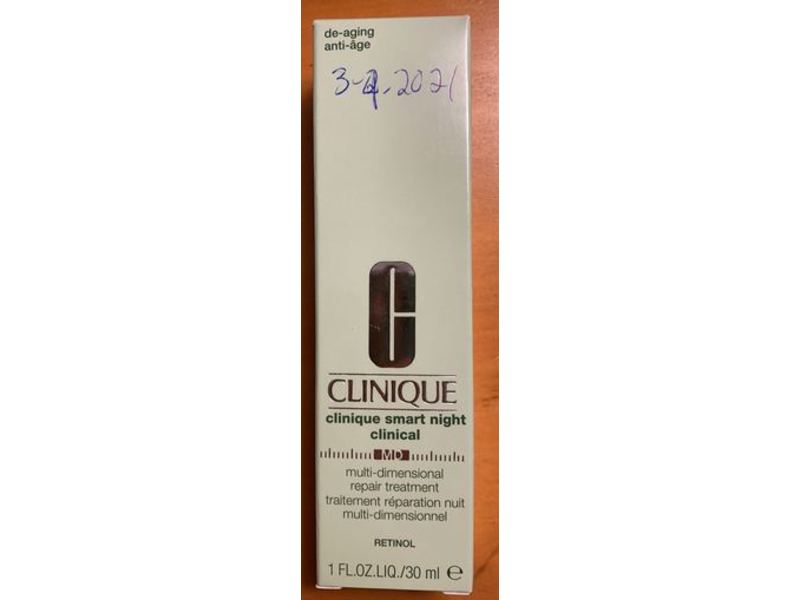 de-aging
anti-âge
3-4-2021
CLINIQUE
clinique smart night
clinical
MD
multi-dimensional
repair treatment
traitement réparation nuit
multi-dimensionnel
RETINOL
1 FL.OZ.LIQ./30 ml ℮